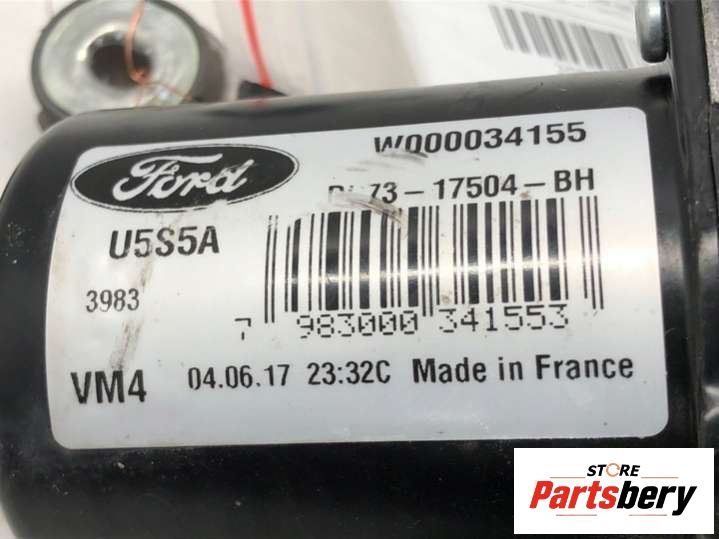 W000034155
Ford
73-17504-BH
U5S5A
3983
7 983000 341553
VM4 04.06.17 23:32C Made in France
STORE
Partsbery